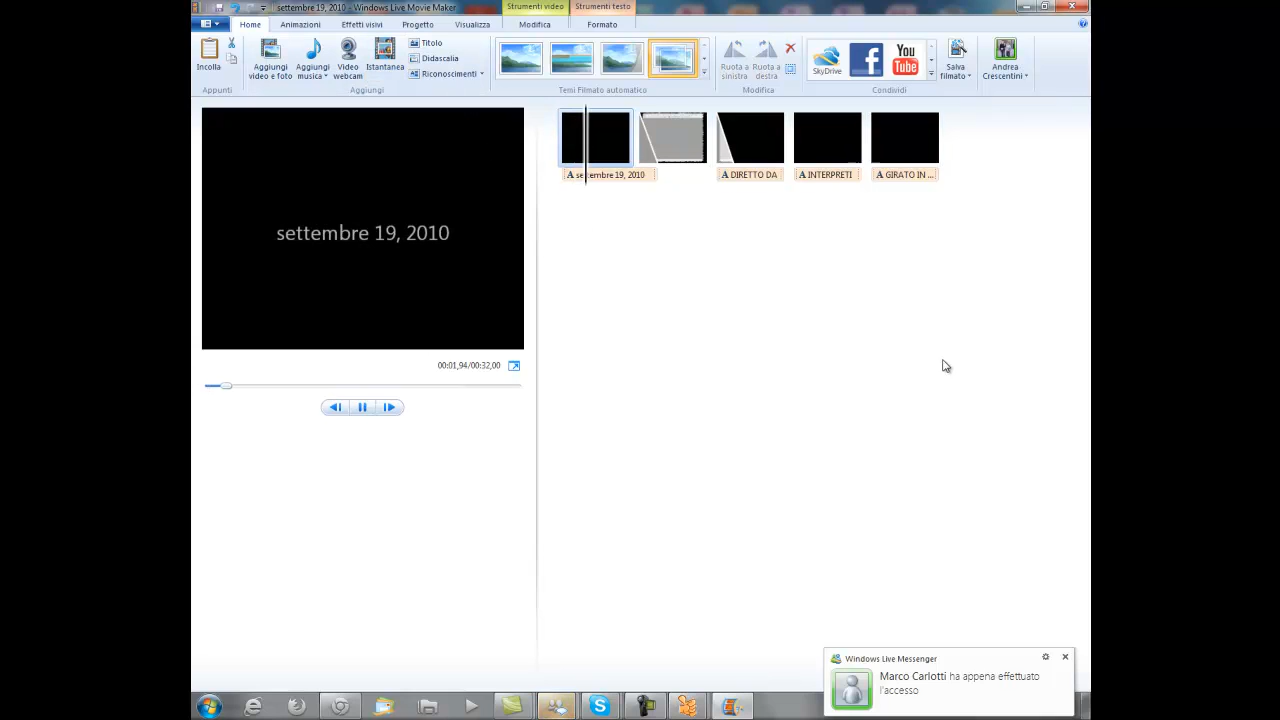 settembre 19, 2010 - Windows Live Movie Maker
Strumenti video
Strumenti testo
Home
Animazioni
Effetti visivi
Progetto
Visualizza
Modifica
Formato
Incolla
Aggiungi
video e foto
Aggiungi
musica
Video
webcam
Istantanea
Titolo
Didascalia
Riconoscimenti
Ruota a
sinistra
Ruota a
destra
SkyDrive
You
Tube
Salva
filmato
Andrea
Crescentini
Appunti
Aggiungi
Temi Filmato automatico
Modifica
Condividi
settembre 19, 2010
A settembre 19, 2010
A DIRETTO DA
A INTERPRETI
A GIRATO IN ...
00:01,94/00:32,00
Windows Live Messenger
Marco Carlotti ha appena effettuato
l'accesso